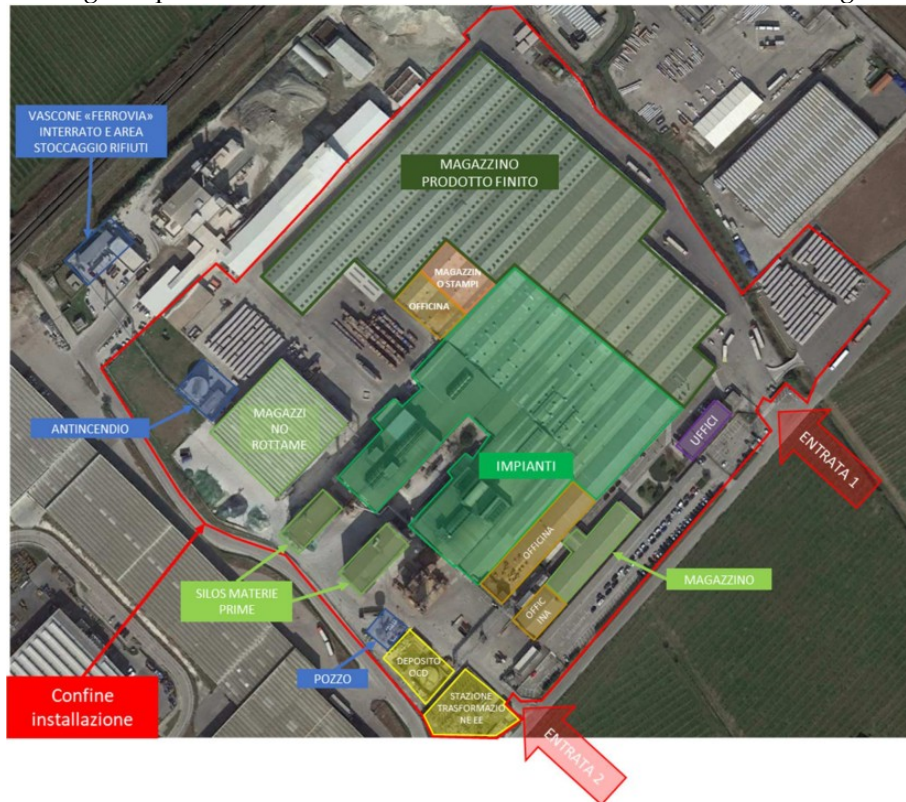 VASCONE «FERROVIA»
INTERRATO E AREA
STOCCAGGIO RIFIUTI
MAGAZZINO
PRODOTTO FINITO
MAGAZZIN
O STAMPI
OFFICINA
ANTINCENDIO
MAGAZZI
NO
ROTTAME
UFFICI
ENTRATA 1
IMPIANTI
OFFICINA
MAGAZZINO
SILOS MATERIE
PRIME
OFFIC
INA
POZZO
DEPOSITO
OCD
STAZIONE
TRASFORMAZIO
NE EE
Confine
installazione
ENTRATA 2